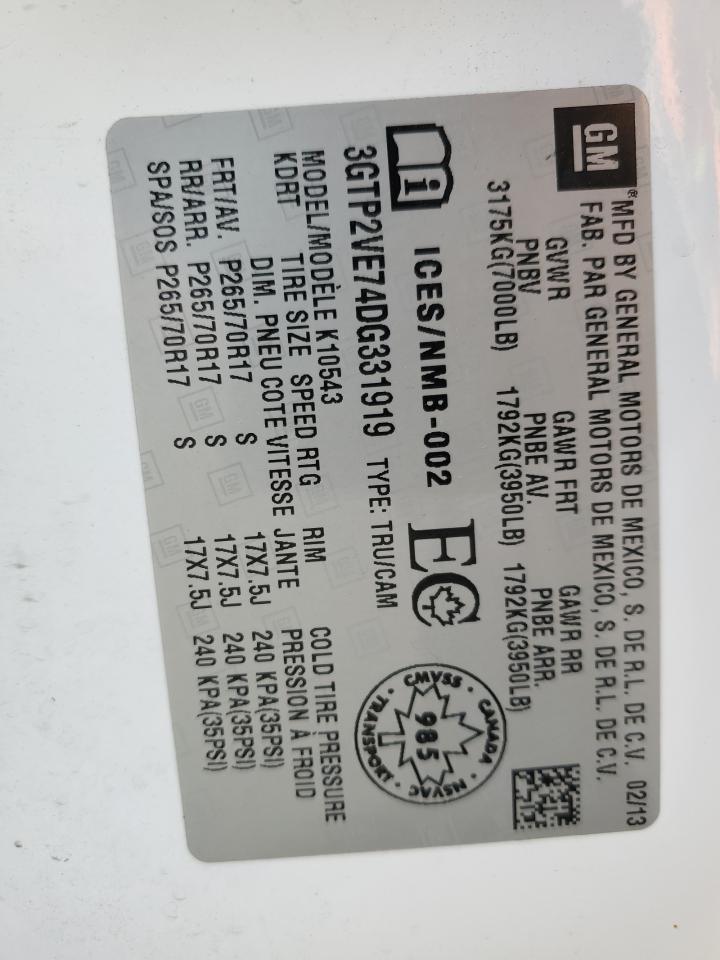 GM
MFD BY GENERAL MOTORS DE MEXICO, S. DE R.L. DE C.V. 02/13
FAB. PAR GENERAL MOTORS DE MEXICO, S. DE R.L. DE C.V.
GVWR GAWR FRT GAWR RR
PNBV PNBE AV. PNBE ARR.
3175KG(7000LB) 1792KG(3950LB) 1792KG(3950LB)
i ICES/NMB-002 EC
CANADA · CMVSS · TRANSPORT · NSVAC
985
3GTP2VE74DG331919 TYPE: TRU/CAM
MODEL/MODÈLE K10543
KDRT TIRE SIZE SPEED RTG RIM COLD TIRE PRESSURE
DIM. PNEU COTE VITESSE JANTE PRESSION À FROID
FRT/AV. P265/70R17 S 17X7.5J 240 KPA(35PSI)
RR/ARR. P265/70R17 S 17X7.5J 240 KPA(35PSI)
SPA/SOS P265/70R17 S 17X7.5J 240 KPA(35PSI)